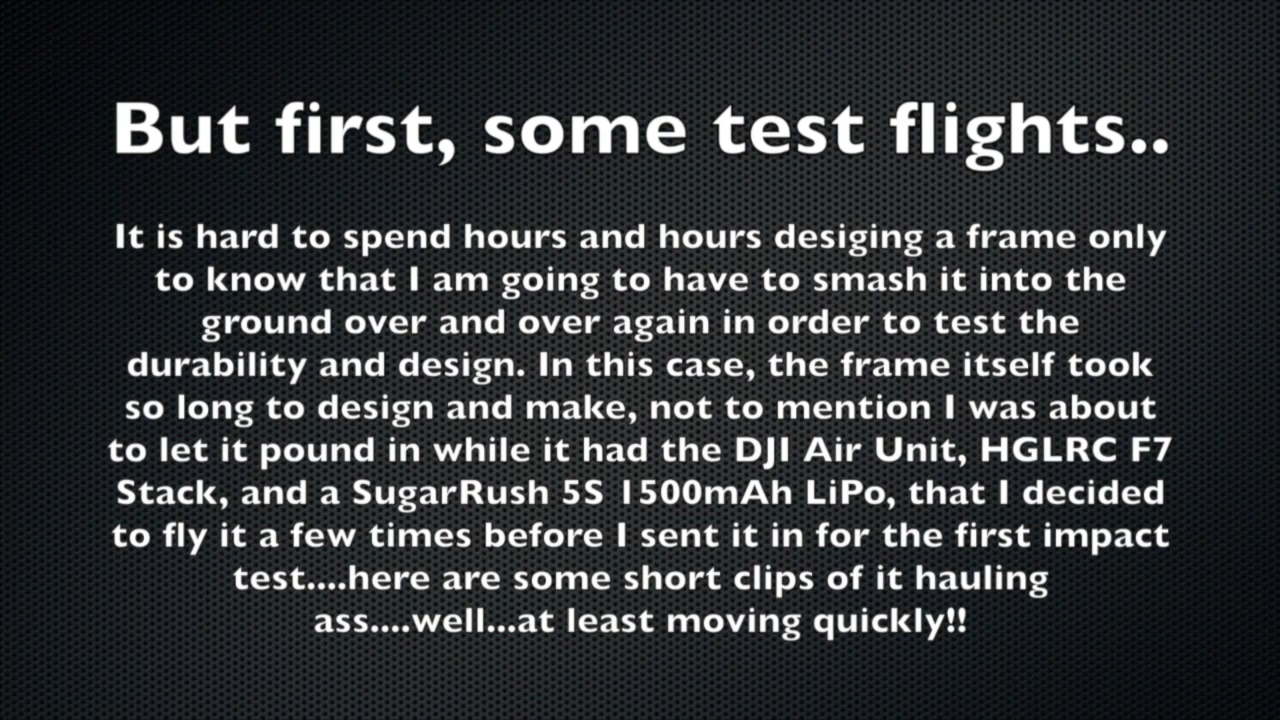 But first, some test flights..
It is hard to spend hours and hours desiging a frame only
to know that I am going to have to smash it into the
ground over and over again in order to test the
durability and design. In this case, the frame itself took
so long to design and make, not to mention I was about
to let it pound in while it had the DJI Air Unit, HGLRC F7
Stack, and a SugarRush 5S 1500mAh LiPo, that I decided
to fly it a few times before I sent it in for the first impact
test....here are some short clips of it hauling
ass....well...at least moving quickly!!